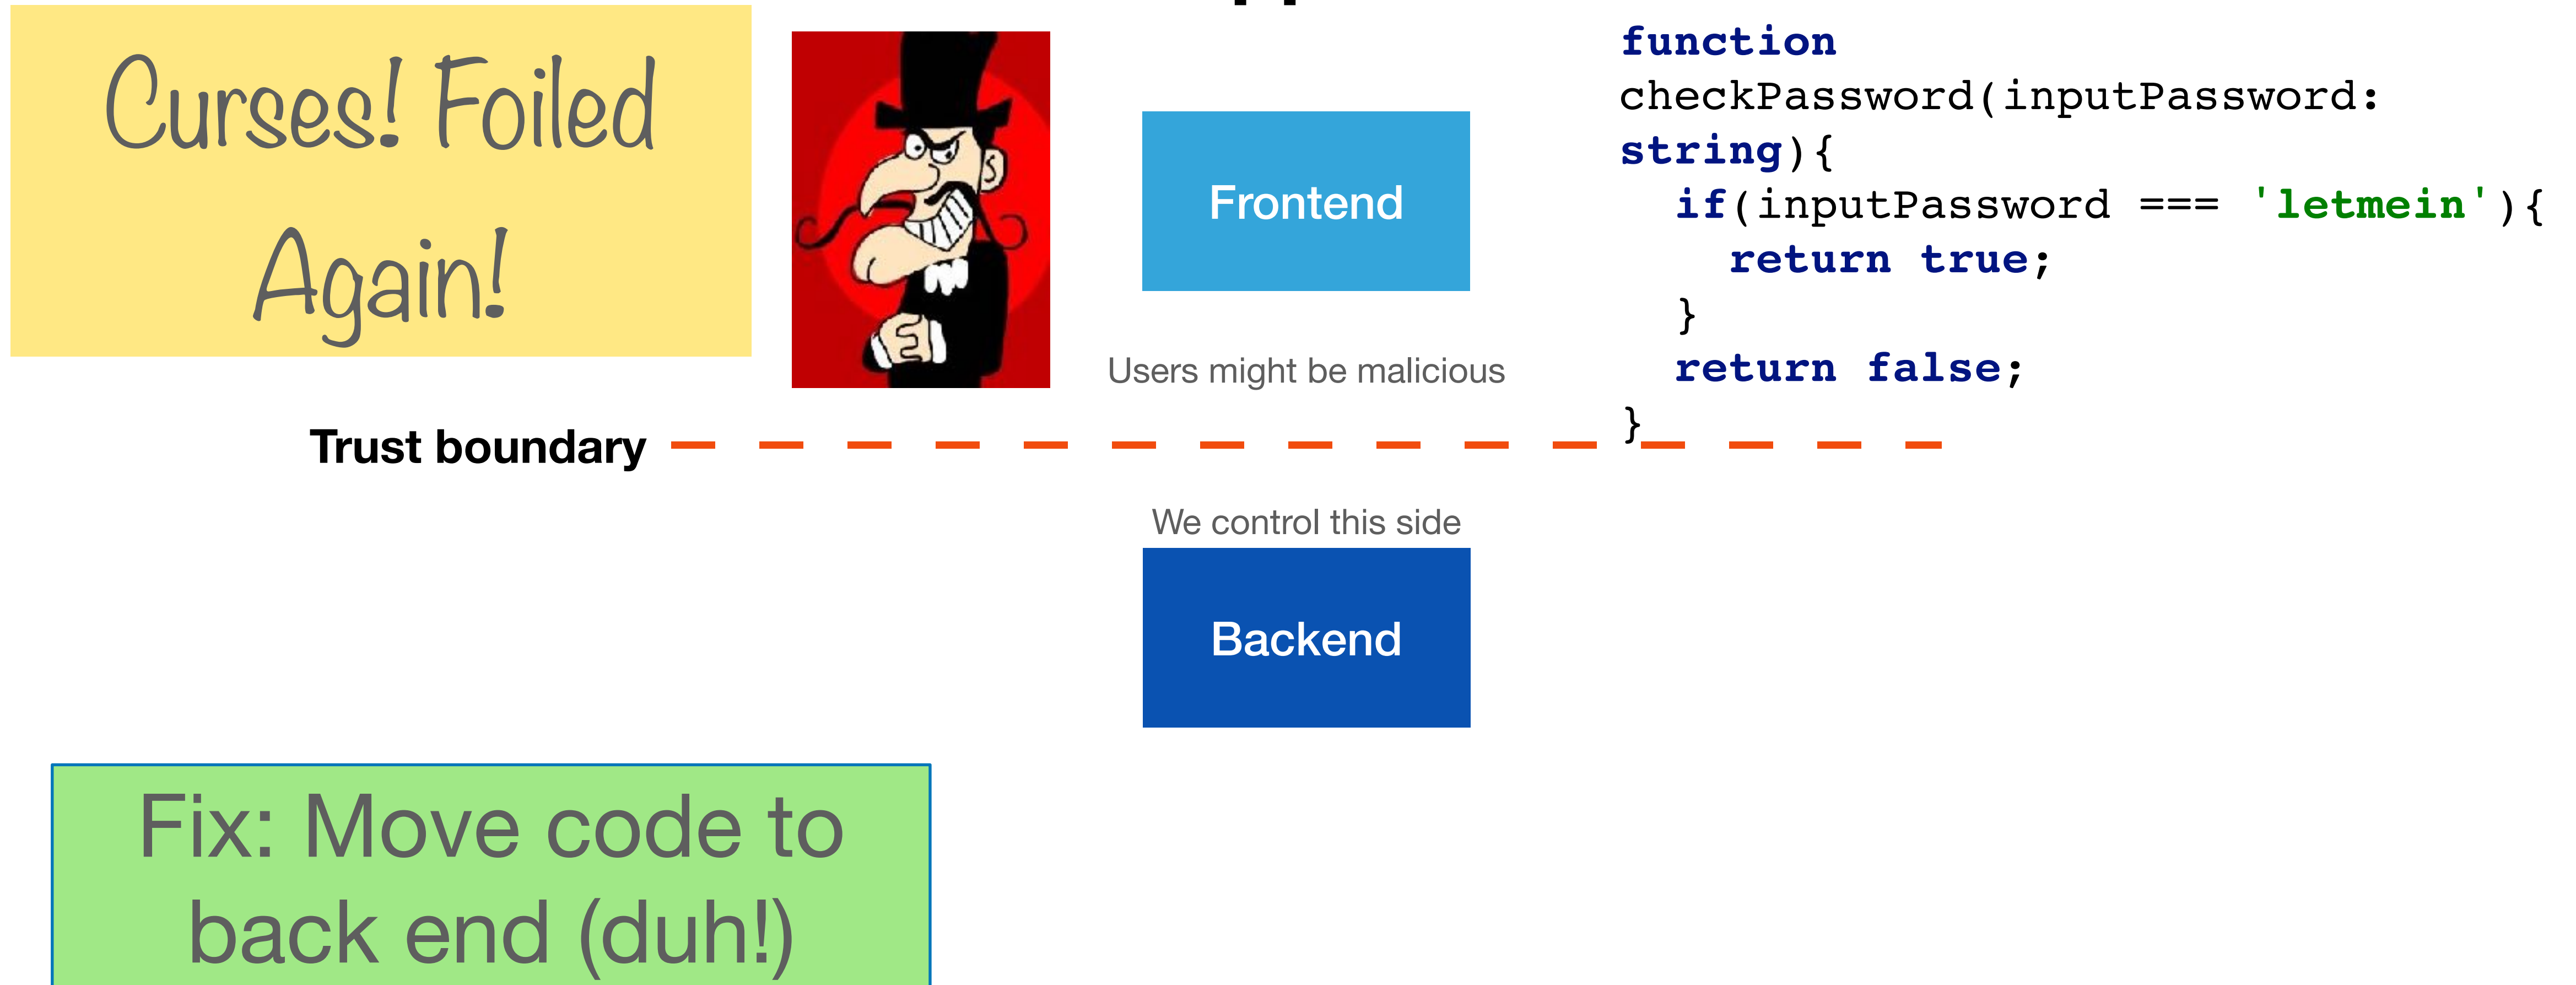 Curses! Foiled
Again!
Frontend
Users might be malicious
function
checkPassword(inputPassword:
string){
  if(inputPassword === 'letmein'){
    return true;
  }
  return false;
}
Trust boundary
We control this side
Backend
Fix: Move code to
back end (duh!)